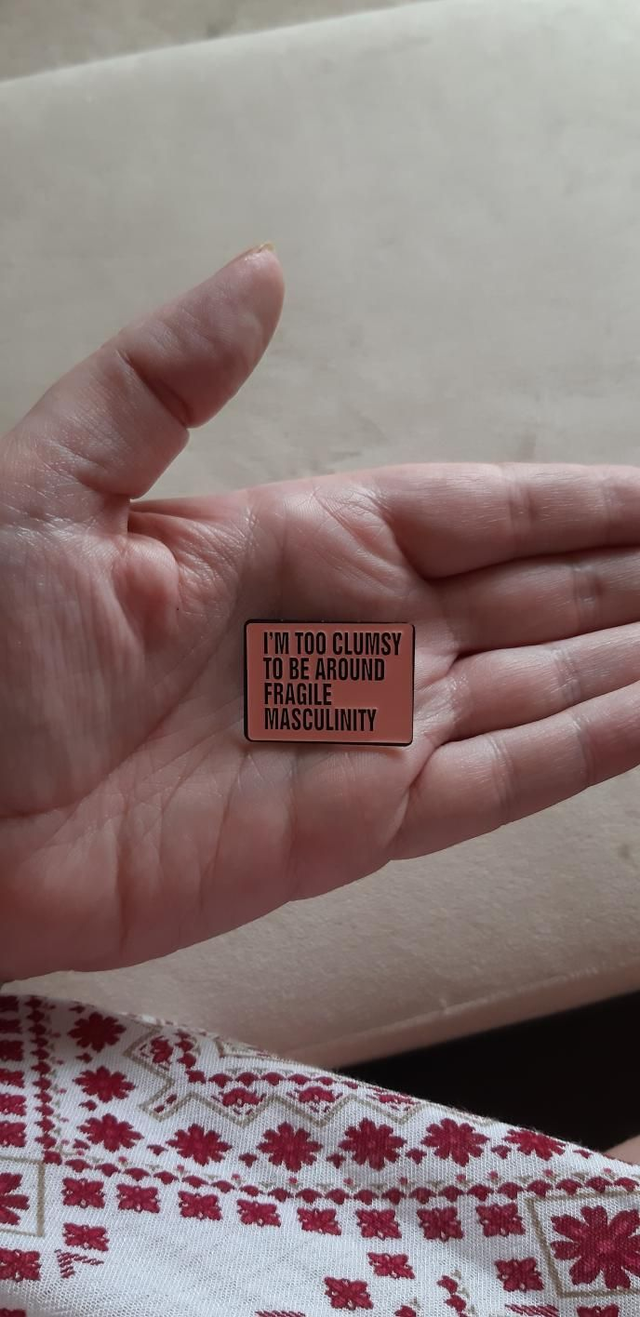 I'M TOO CLUMSY
TO BE AROUND
FRAGILE
MASCULINITY